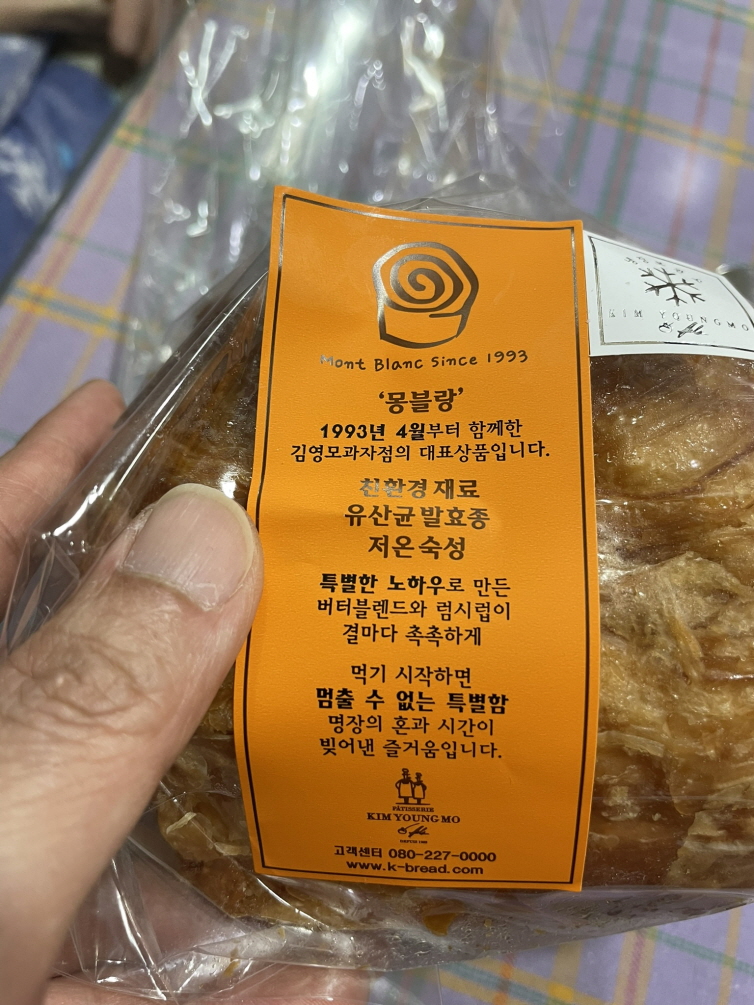 Mont Blanc Since 1993
'몽블랑'
1993년 4월부터 함께한
김영모과자점의 대표상품입니다.
친환경재료
유산균발효종
저온숙성
특별한 노하우로 만든
버터블렌드와 럼시럽이
결마다 촉촉하게
먹기 시작하면
멈출 수 없는 특별함
명장의 혼과 시간이
빚어낸 즐거움입니다.
PÂTISSERIE
KIM YOUNG MO
고객센터 080-227-0000
www.k-bread.com
KIM YOUNGMO